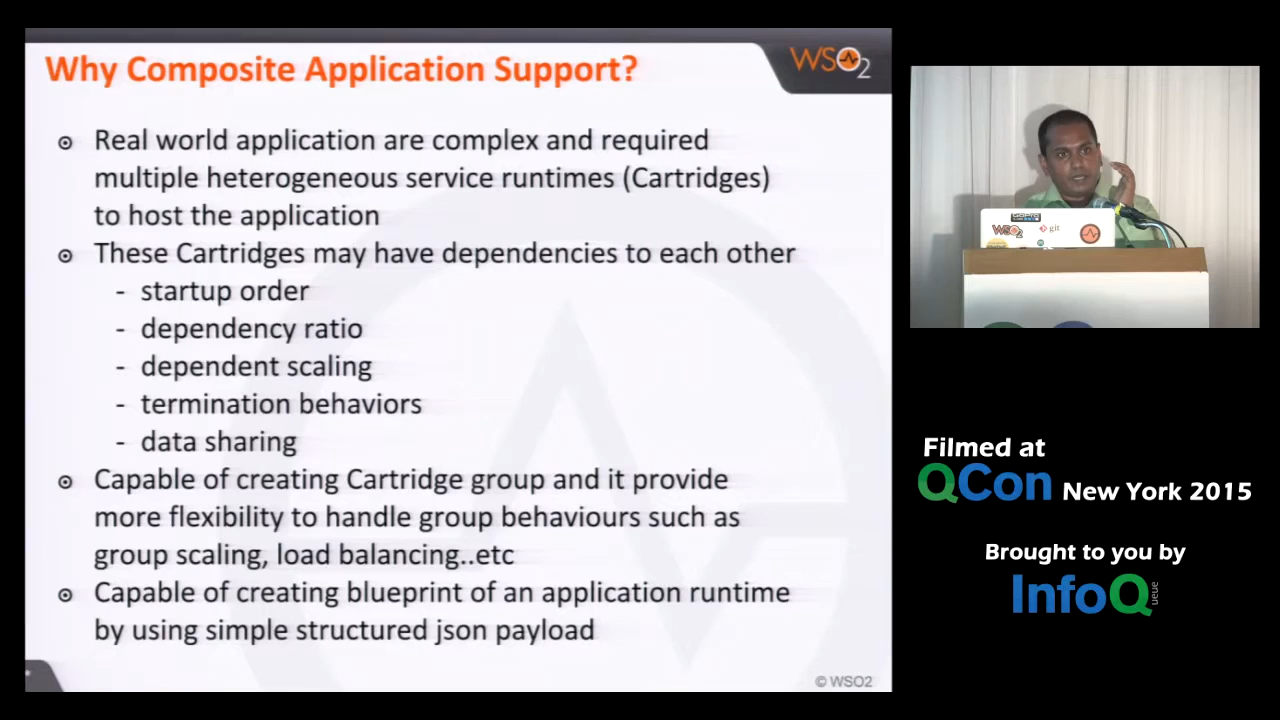 Why Composite Application Support?
WSO2
Real world application are complex and required
multiple heterogeneous service runtimes (Cartridges)
to host the application
These Cartridges may have dependencies to each other
- startup order
- dependency ratio
- dependent scaling
- termination behaviors
- data sharing
Capable of creating Cartridge group and it provide
more flexibility to handle group behaviours such as
group scaling, load balancing..etc
Capable of creating blueprint of an application runtime
by using simple structured json payload
© WSO2
GoPro
WSO2
git
Filmed at
QCon New York 2015
Brought to you by
InfoQueue